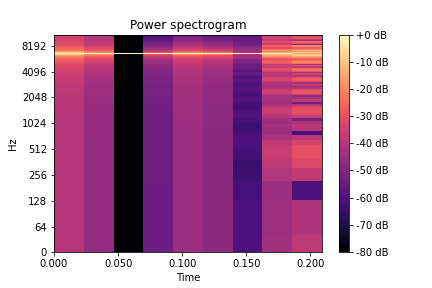 Power spectrogram
8192
4096
2048
1024
512
256
128
64
0
Hz
0.000 0.050 0.100 0.150 0.200
Time
+0 dB
-10 dB
-20 dB
-30 dB
-40 dB
-50 dB
-60 dB
-70 dB
-80 dB